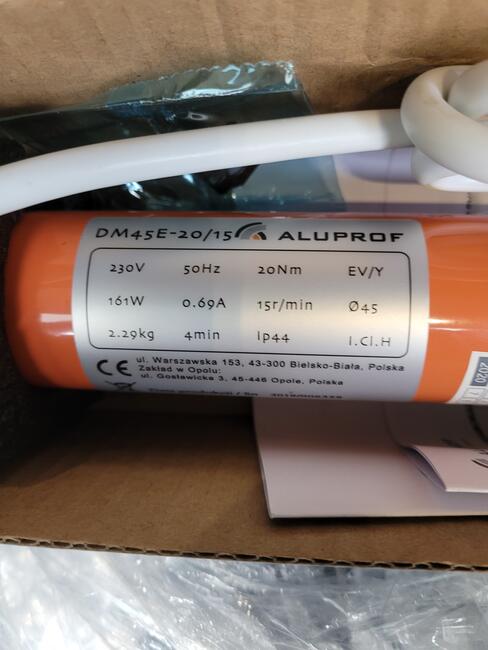 DM45E-20/15 ALUPROF
230V 50Hz 20Nm EV/Y
161W 0.69A 15r/min Ø45
2.29kg 4min Ip44 I.Cl.H
CE ul. Warszawska 153, 43-300 Bielsko-Biała, Polska
Zakład w Opolu:
ul. Gosławicka 3, 45-446 Opole, Polska
2020